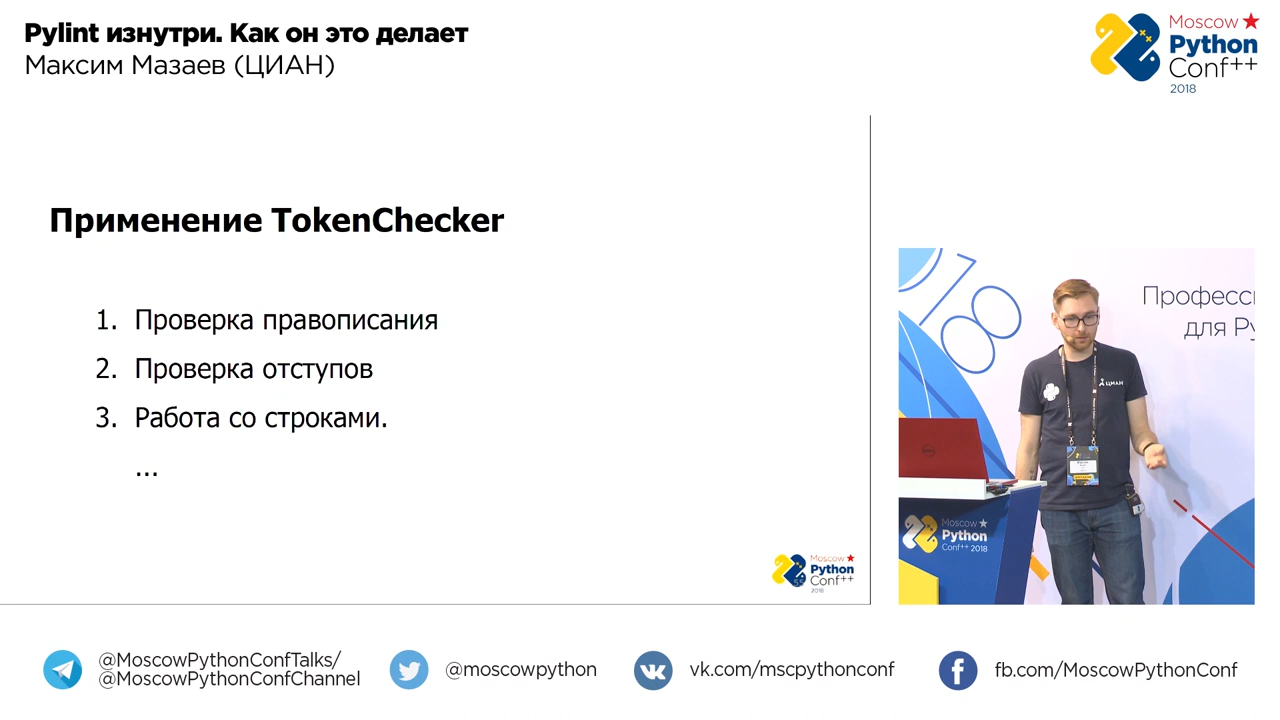 Pylint изнутри. Как он это делает
Максим Мазаев (ЦИАН)
Moscow
Python
Conf++
2018
Применение TokenChecker
1. Проверка правописания
2. Проверка отступов
3. Работа со строками.
...
Moscow
Python
Conf++
2018
018
Професс
для Ру
ЦИАН
Moscow
Python
Conf++ 2018
@MoscowPythonConfTalks/
@MoscowPythonConfChannel
@moscowpython
vk.com/mscpythonconf
fb.com/MoscowPythonConf